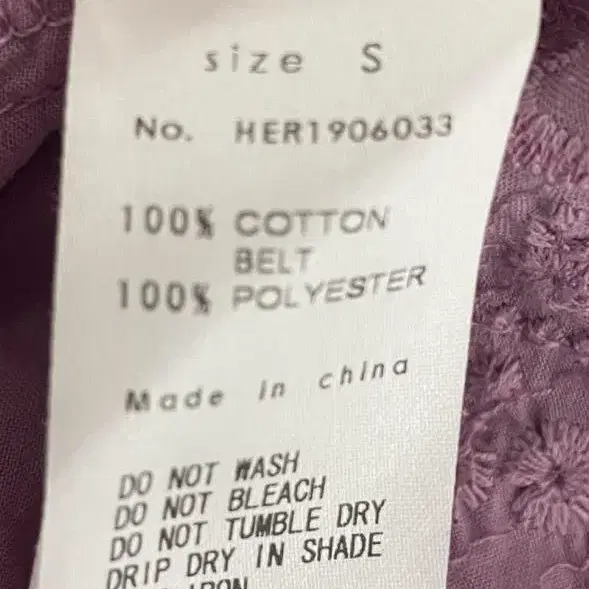 size S
No. HER1906033
100% COTTON
BELT
100% POLYESTER
Made in china
DO NOT WASH
DO NOT BLEACH
DO NOT TUMBLE DRY
DRIP DRY IN SHADE
IRON